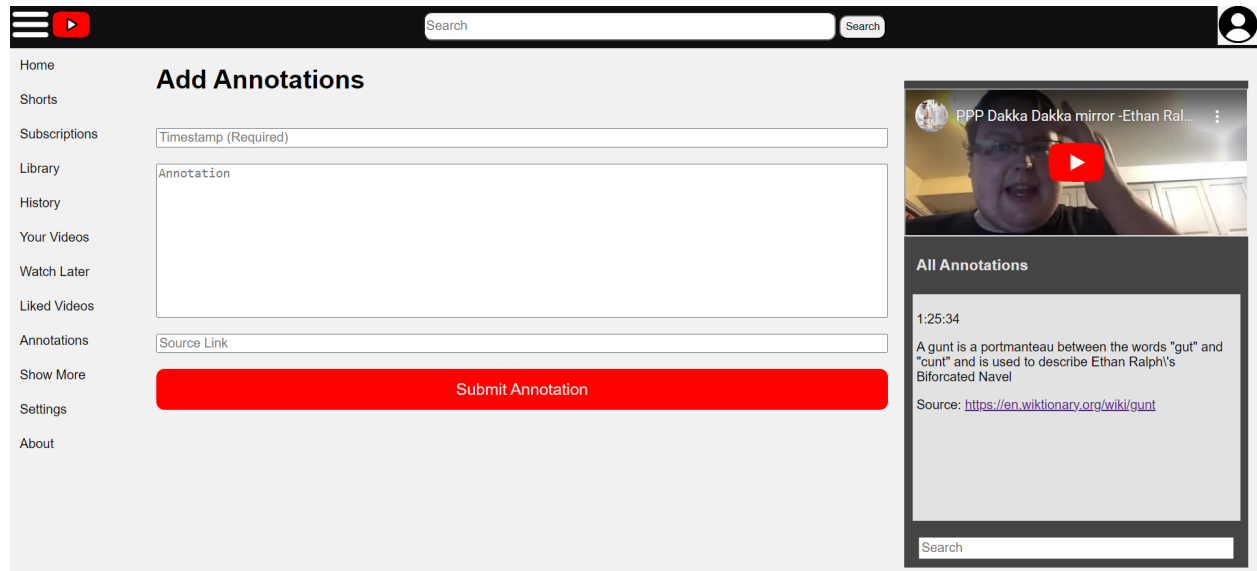 Search
Search
Home
Shorts
Subscriptions
Library
History
Your Videos
Watch Later
Liked Videos
Annotations
Show More
Settings
About
Add Annotations
Timestamp (Required)
Annotation
Source Link
Submit Annotation
PPP Dakka Dakka mirror -Ethan Ral...
All Annotations
1:25:34
A gunt is a portmanteau between the words "gut" and
"cunt" and is used to describe Ethan Ralph\'s
Biforcated Navel
Source: https://en.wiktionary.org/wiki/gunt
Search